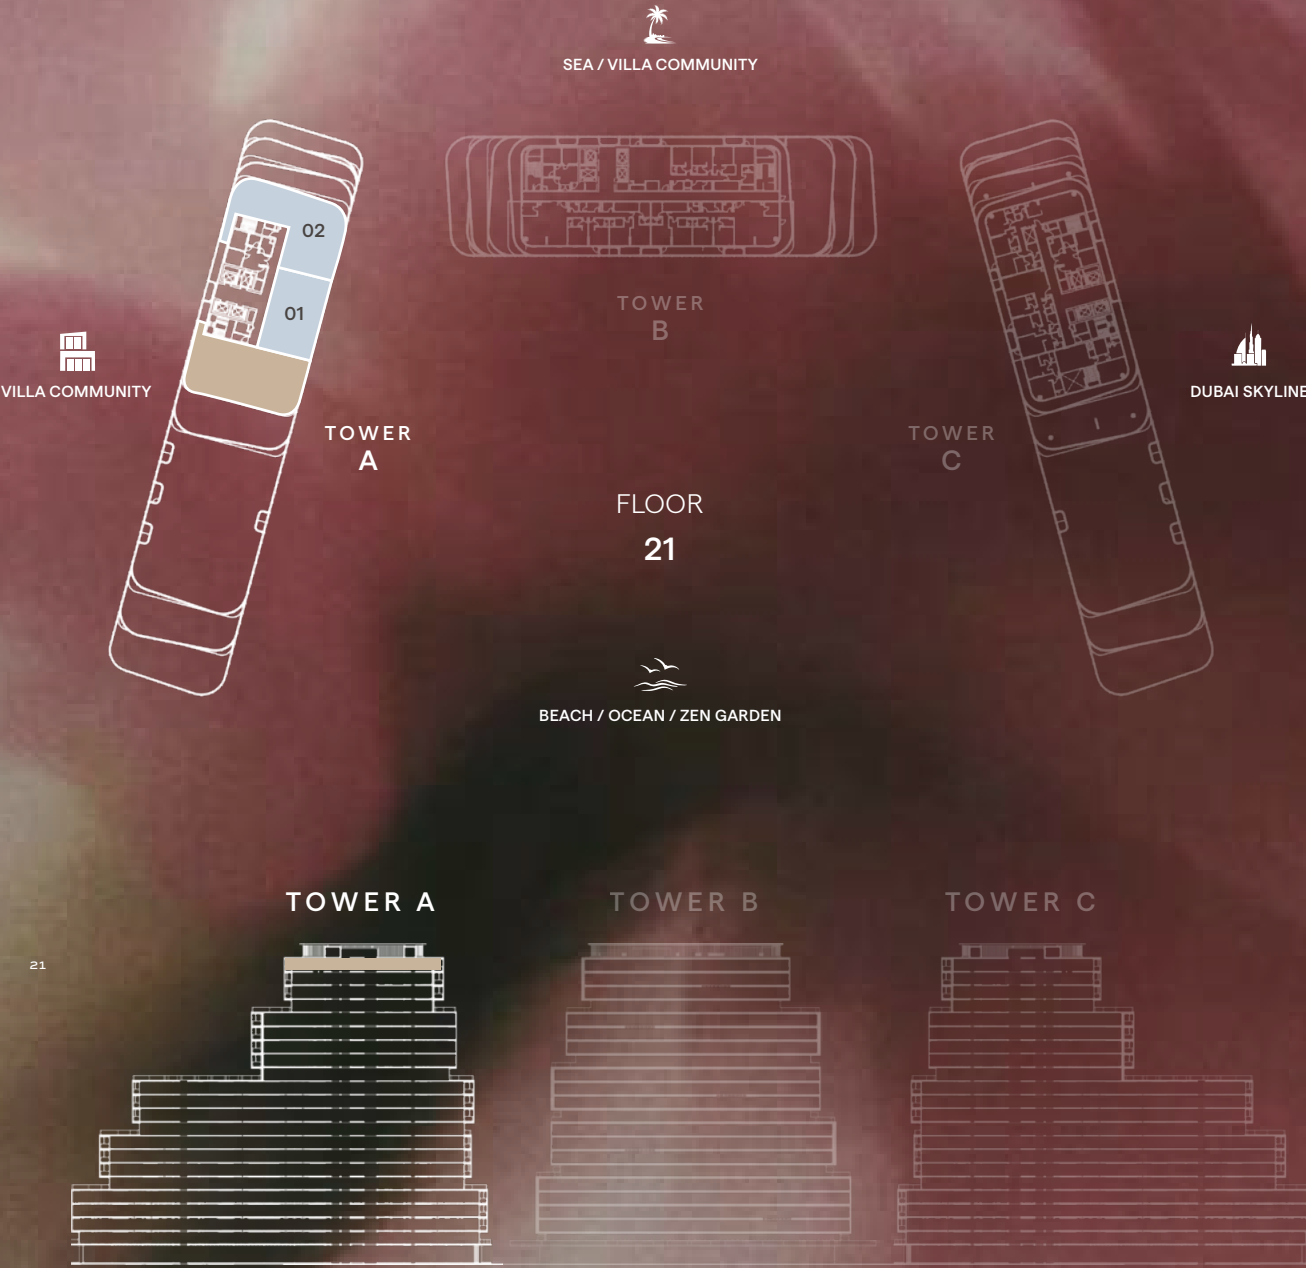 SEA / VILLA COMMUNITY
02
01
TOWER
B
VILLA COMMUNITY
DUBAI SKYLINE
TOWER
A
TOWER
C
FLOOR
21
BEACH / OCEAN / ZEN GARDEN
TOWER A
TOWER B
TOWER C
21